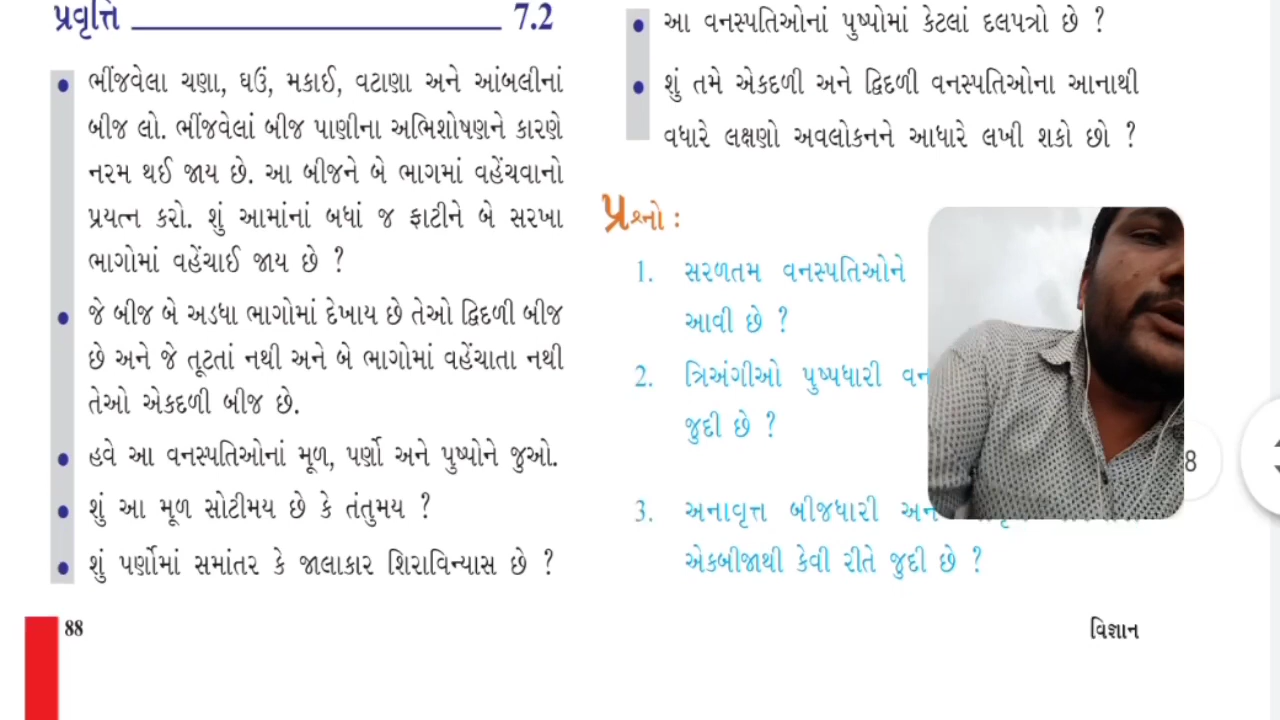 પ્રવૃત્તિ 7.2
• ભીંજવેલા ચણા, ઘઉં, મકાઈ, વટાણા અને આંબલીનાં
બીજ લો. ભીંજવેલાં બીજ પાણીના અભિશોષણને કારણે
નરમ થઈ જાય છે. આ બીજને બે ભાગમાં વહેંચવાનો
પ્રયત્ન કરો. શું આમાંનાં બધાં જ ફાટીને બે સરખા
ભાગોમાં વહેંચાઈ જાય છે ?
• જે બીજ બે અડધા ભાગોમાં દેખાય છે તેઓ દ્વિદળી બીજ
છે અને જે તૂટતાં નથી અને બે ભાગોમાં વહેંચાતા નથી
તેઓ એકદળી બીજ છે.
• હવે આ વનસ્પતિઓનાં મૂળ, પર્ણો અને પુષ્પોને જુઓ.
• શું આ મૂળ સોટીમય છે કે તંતુમય ?
• શું પર્ણોમાં સમાંતર કે જાલાકાર શિરાવિન્યાસ છે ?
88
• આ વનસ્પતિઓનાં પુષ્પોમાં કેટલાં દલપત્રો છે ?
• શું તમે એકદળી અને દ્વિદળી વનસ્પતિઓના આનાથી
વધારે લક્ષણો અવલોકનને આધારે લખી શકો છો ?
પ્રશ્નો :
1. સરળતમ વનસ્પતિઓને
આવી છે ?
2. ત્રિઅંગીઓ પુષ્પધારી
જુદી છે ?
3. અનાવૃત્ત બીજધારી
એકબીજાથી કેવી રીતે જુદી છે ?
8
વિજ્ઞાન